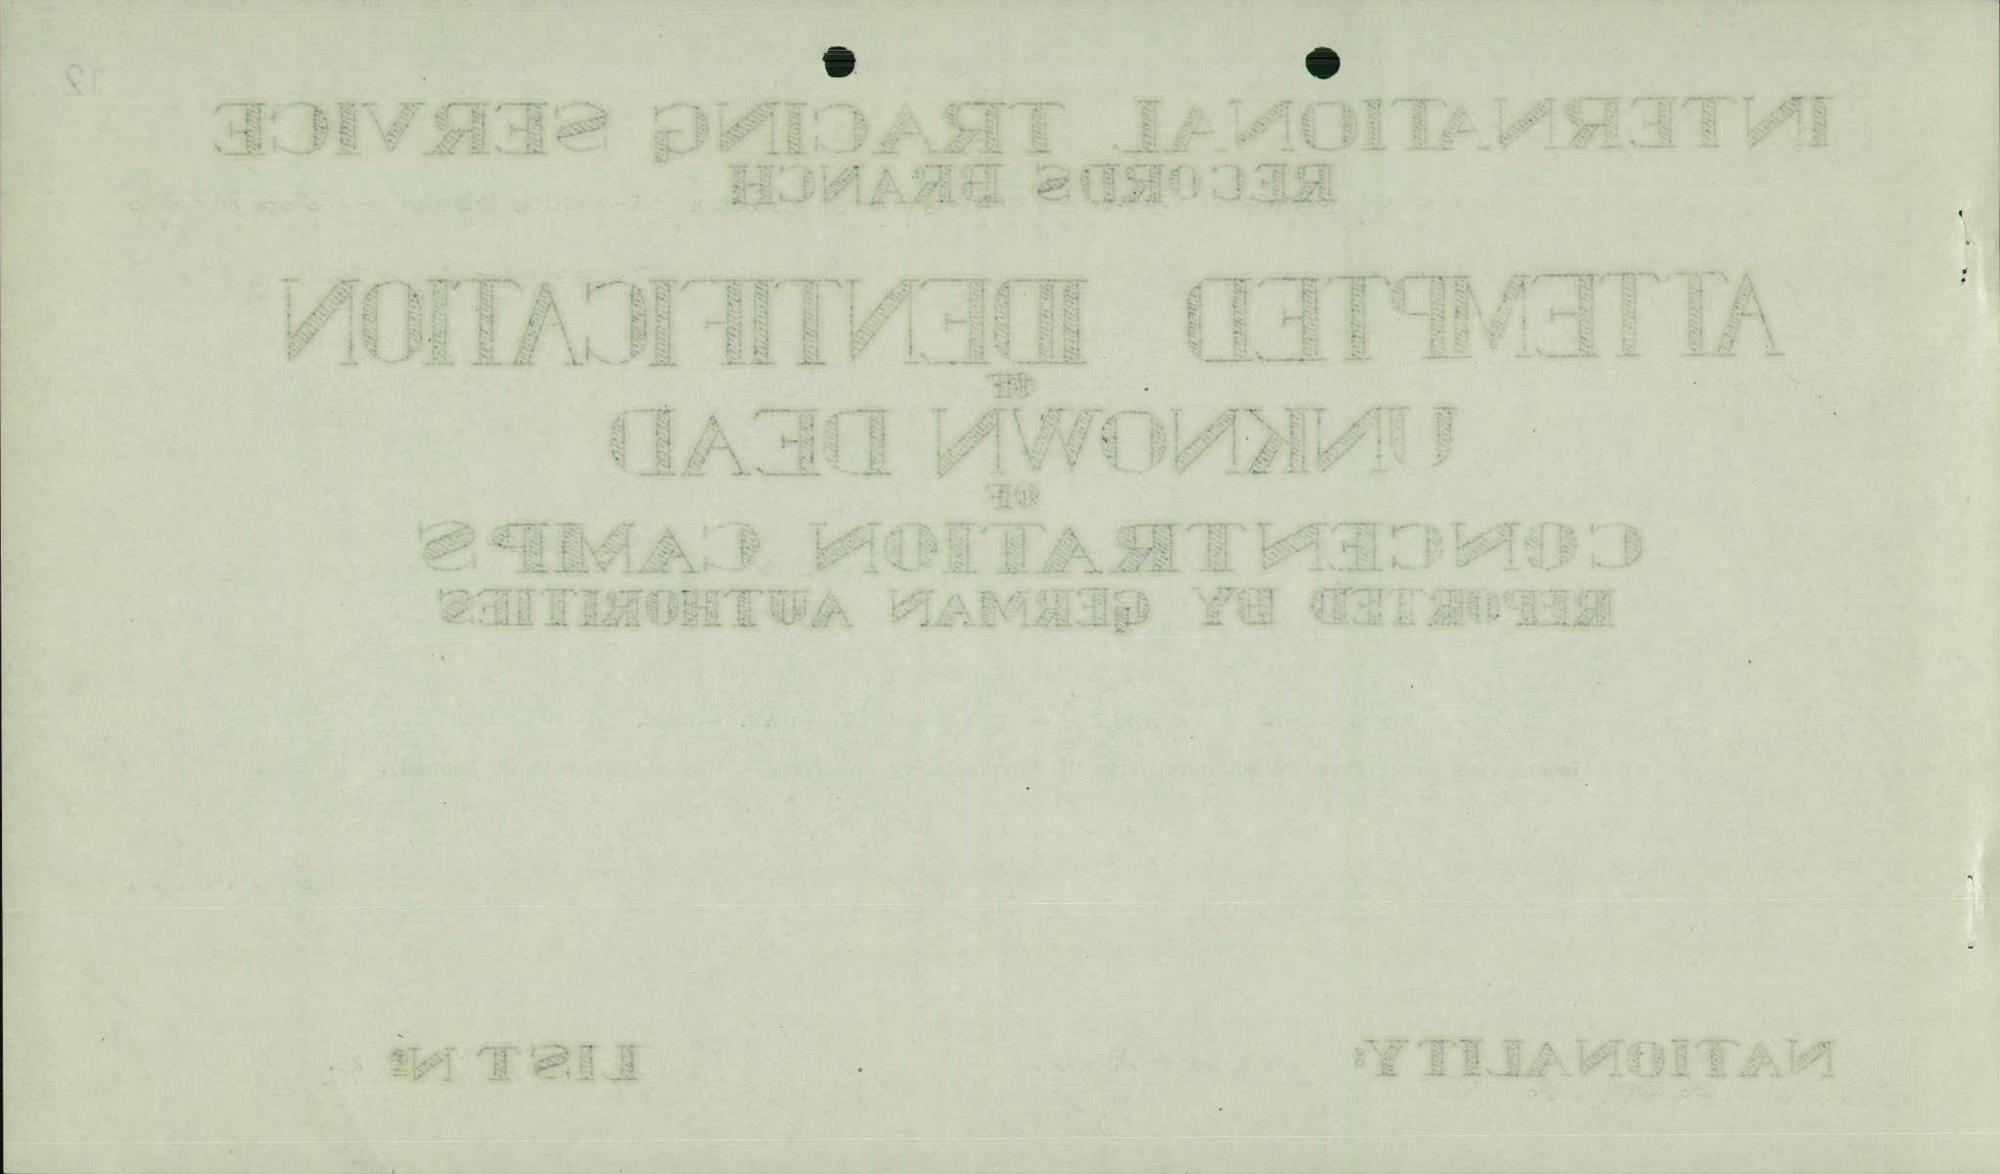 INTERNATIONAL TRACING SERVICE
RECORDS BRANCH
ATTEMPTED IDENTIFICATION
OF
UNKNOWN DEAD
OF
CONCENTRATION CAMPS
REPORTED BY GERMAN AUTHORITIES
NATIONALITY: LIST Nº